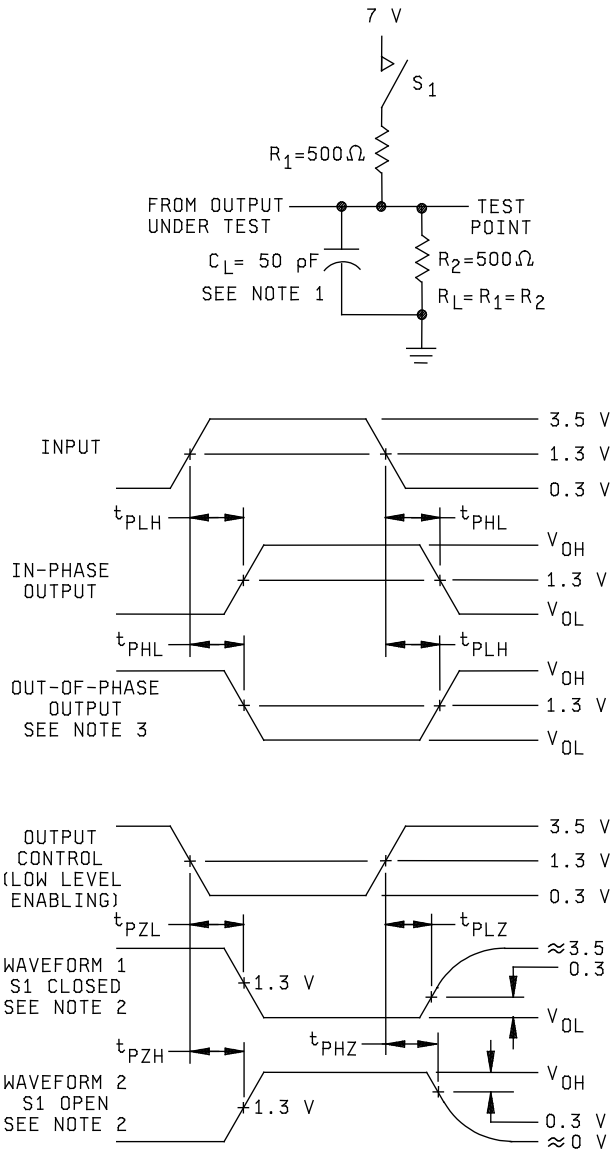 7 V
S1
R1=500Ω
FROM OUTPUT
UNDER TEST
TEST
POINT
CL= 50 pF
SEE NOTE 1
R2=500Ω
RL=R1=R2
INPUT
3.5 V
1.3 V
0.3 V
tPLH
tPHL
IN-PHASE
OUTPUT
VOH
1.3 V
VOL
tPHL
tPLH
OUT-OF-PHASE
OUTPUT
SEE NOTE 3
VOH
1.3 V
VOL
OUTPUT
CONTROL
(LOW LEVEL
ENABLING)
3.5 V
1.3 V
0.3 V
tPZL
tPLZ
WAVEFORM 1
S1 CLOSED
SEE NOTE 2
1.3 V
≈3.5
0.3
VOL
tPZH
tPHZ
WAVEFORM 2
S1 OPEN
SEE NOTE 2
1.3 V
VOH
0.3 V
≈0 V